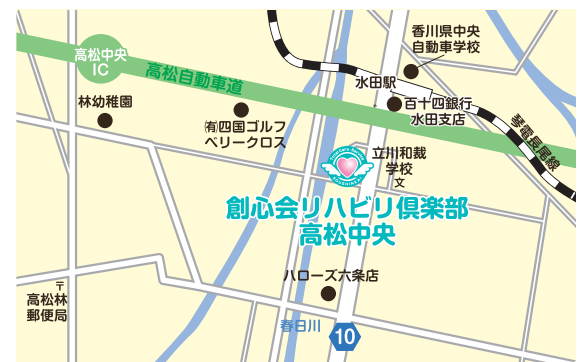 香川県中央
自動車学校
高松中央
IC
高松自動車道
水田駅
林幼稚園
百十四銀行
水田支店
㈲四国ゴルフ
ベリークロス
琴電長尾線
立川和裁
学校
文
創心会リハビリ倶楽部
高松中央
ハローズ六条店
〒
高松林
郵便局
春日川
10